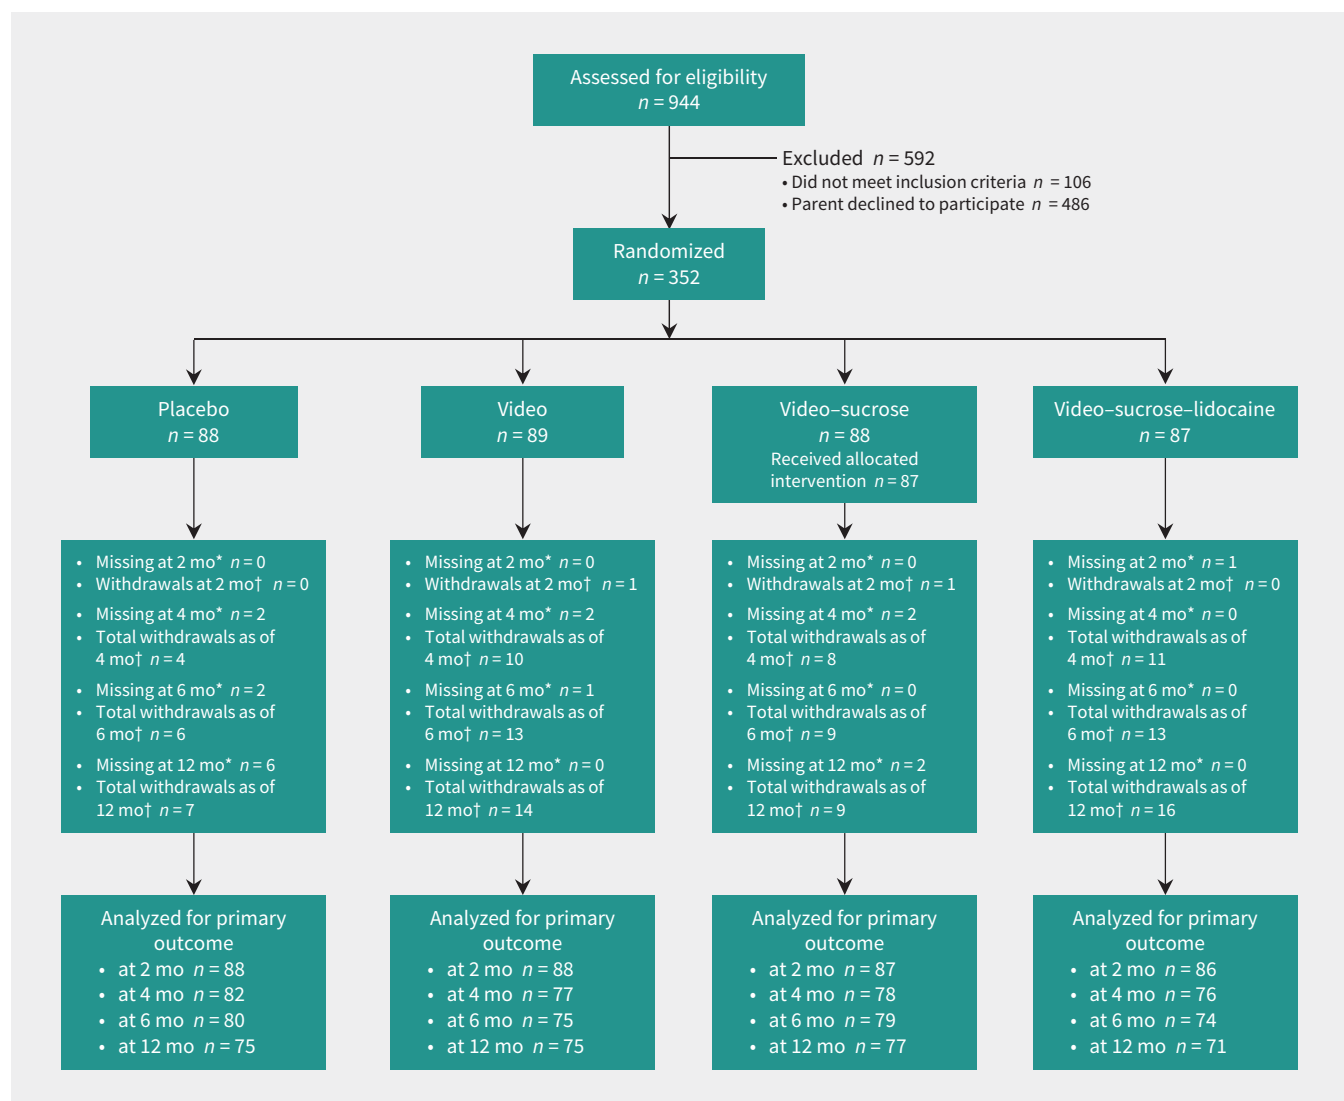 Assessed for eligibility
n = 944
Excluded n = 592
• Did not meet inclusion criteria n = 106
• Parent declined to participate n = 486
Randomized
n = 352
Placebo
n = 88
Video
n = 89
Video–sucrose
n = 88
Received allocated
intervention n = 87
Video–sucrose–lidocaine
n = 87
• Missing at 2 mo* n = 0
• Withdrawals at 2 mo† n = 0
• Missing at 4 mo* n = 2
• Total withdrawals as of
4 mo† n = 4
• Missing at 6 mo* n = 2
• Total withdrawals as of
6 mo† n = 6
• Missing at 12 mo* n = 6
• Total withdrawals as of
12 mo† n = 7
• Missing at 2 mo* n = 0
• Withdrawals at 2 mo† n = 1
• Missing at 4 mo* n = 2
• Total withdrawals as of
4 mo† n = 10
• Missing at 6 mo* n = 1
• Total withdrawals as of
6 mo† n = 13
• Missing at 12 mo* n = 0
• Total withdrawals as of
12 mo† n = 14
• Missing at 2 mo* n = 0
• Withdrawals at 2 mo† n = 1
• Missing at 4 mo* n = 2
• Total withdrawals as of
4 mo† n = 8
• Missing at 6 mo* n = 0
• Total withdrawals as of
6 mo† n = 9
• Missing at 12 mo* n = 2
• Total withdrawals as of
12 mo† n = 9
• Missing at 2 mo* n = 1
• Withdrawals at 2 mo† n = 0
• Missing at 4 mo* n = 0
• Total withdrawals as of
4 mo† n = 11
• Missing at 6 mo* n = 0
• Total withdrawals as of
6 mo† n = 13
• Missing at 12 mo* n = 0
• Total withdrawals as of
12 mo† n = 16
Analyzed for primary
outcome
• at 2 mo n = 88
• at 4 mo n = 82
• at 6 mo n = 80
• at 12 mo n = 75
Analyzed for primary
outcome
• at 2 mo n = 88
• at 4 mo n = 77
• at 6 mo n = 75
• at 12 mo n = 75
Analyzed for primary
outcome
• at 2 mo n = 87
• at 4 mo n = 78
• at 6 mo n = 79
• at 12 mo n = 77
Analyzed for primary
outcome
• at 2 mo n = 86
• at 4 mo n = 76
• at 6 mo n = 74
• at 12 mo n = 71